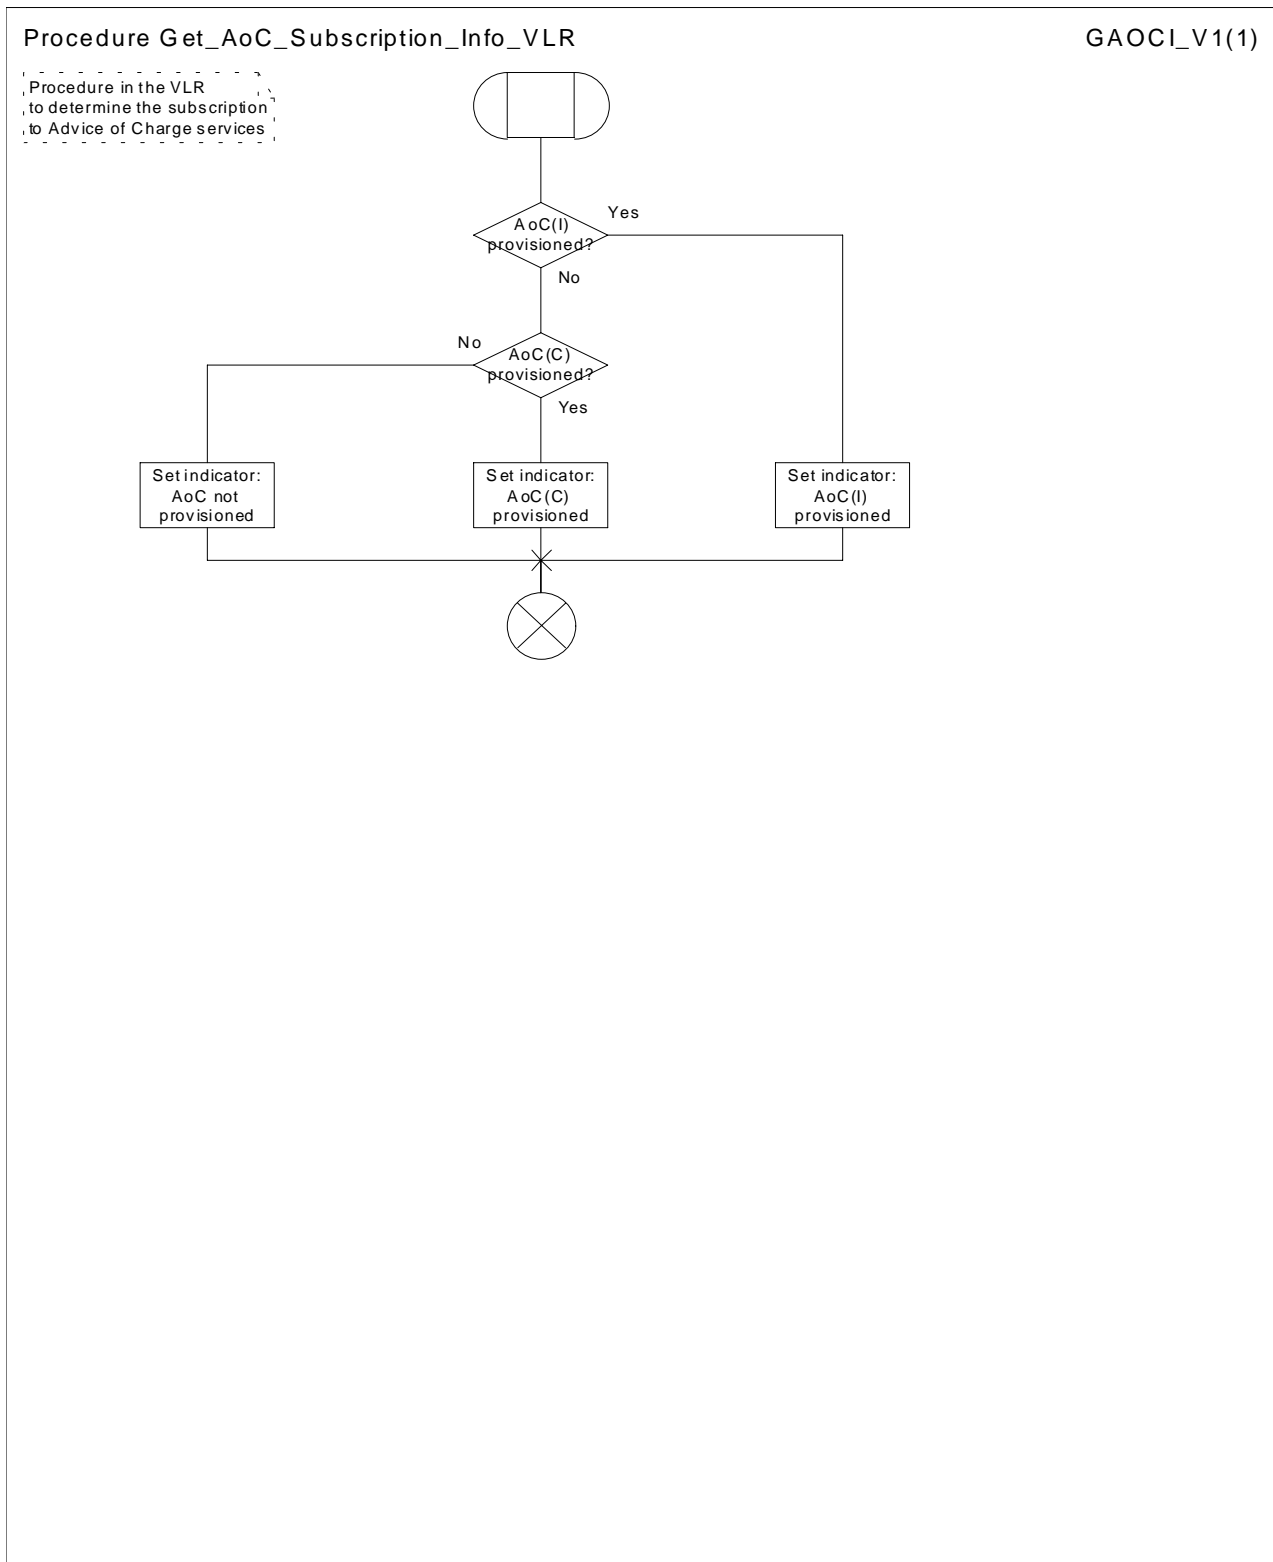 Procedure Get_AoC_Subscription_Info_VLR
GAOCI_V1(1)
Procedure in the VLR
to determine the subscription
to Advice of Charge services
AoC(I)
provisioned?
Yes
No
No
AoC(C)
provisioned?
Yes
Set indicator:
AoC not
provisioned
Set indicator:
AoC(C)
provisioned
Set indicator:
AoC(I)
provisioned